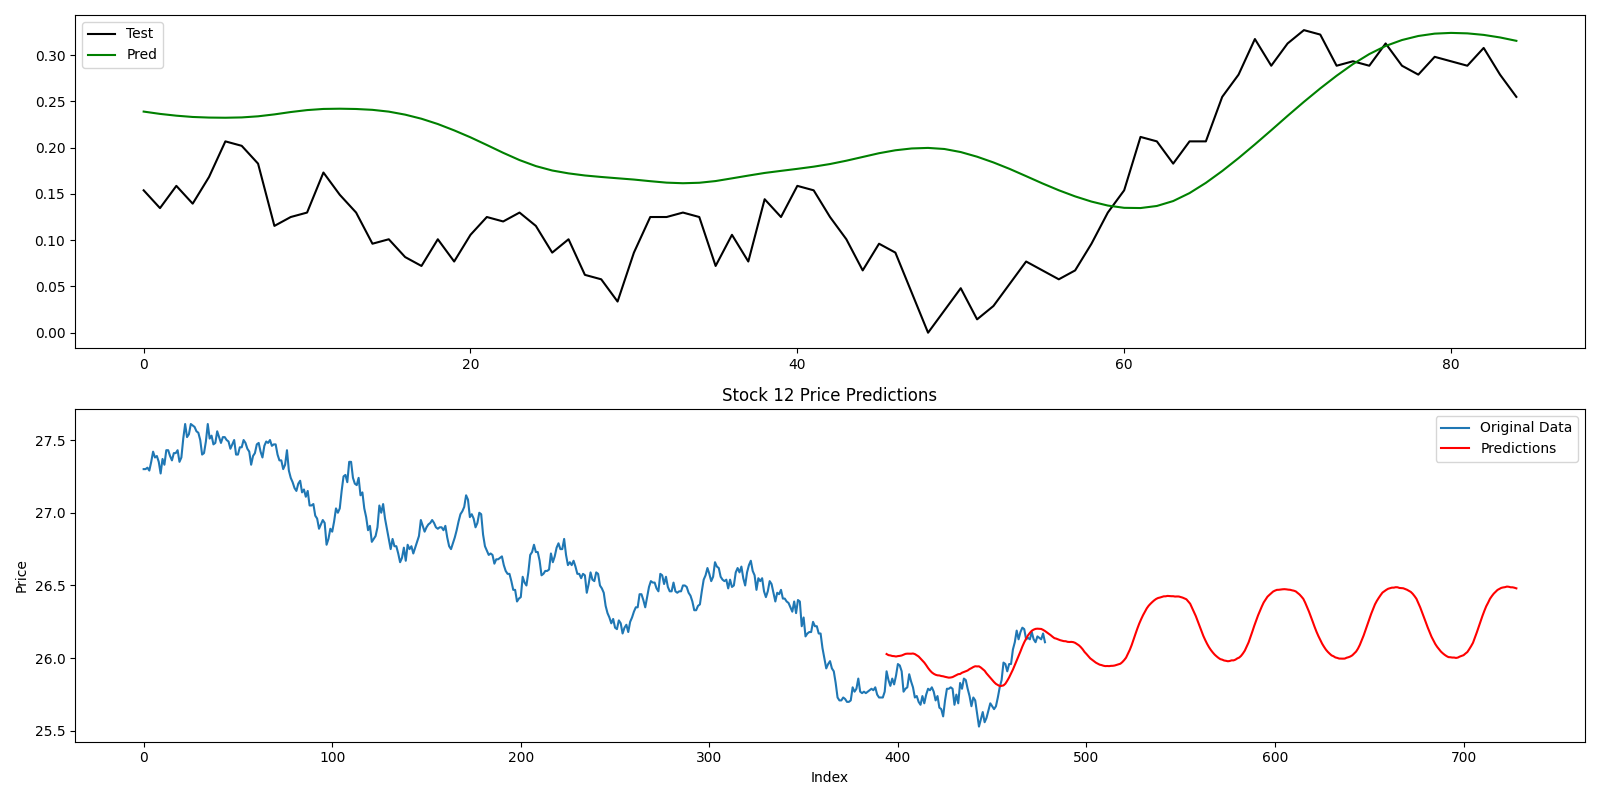 Test
Pred
0.30
0.25
0.20
0.15
0.10
0.05
0.00
0 20 40 60 80
Stock 12 Price Predictions
Original Data
Predictions
Price
27.5
27.0
26.5
26.0
25.5
0 100 200 300 400 500 600 700
Index